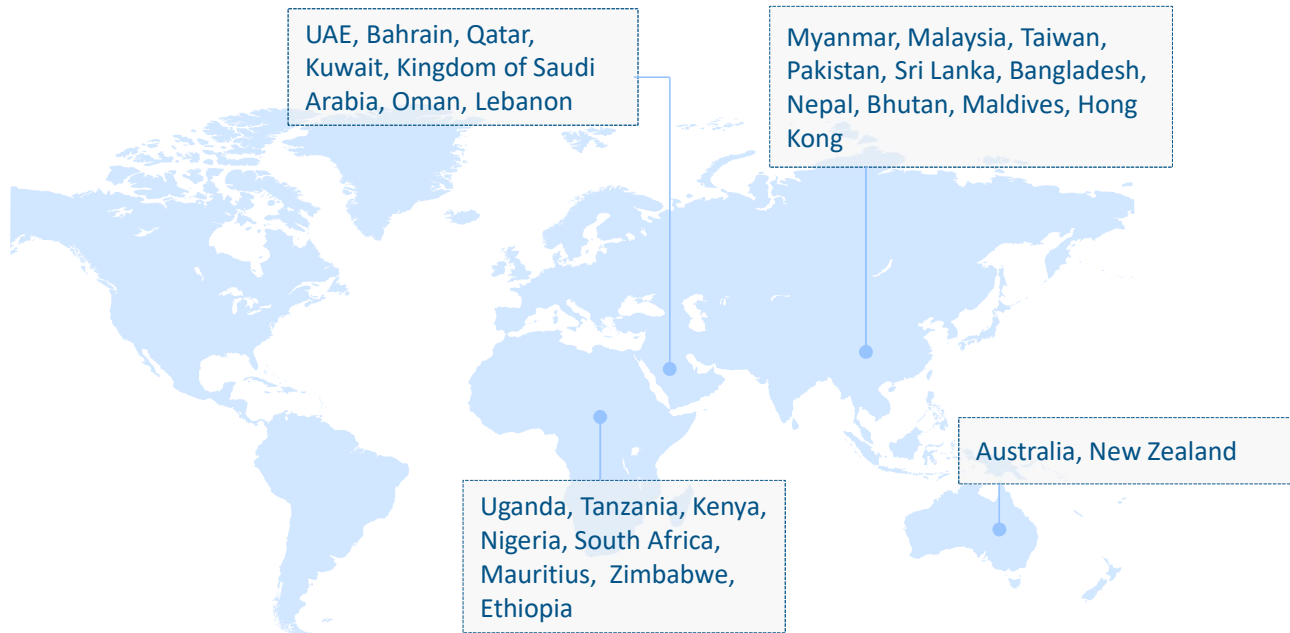 UAE, Bahrain, Qatar,
Kuwait, Kingdom of Saudi
Arabia, Oman, Lebanon
Myanmar, Malaysia, Taiwan,
Pakistan, Sri Lanka, Bangladesh,
Nepal, Bhutan, Maldives, Hong
Kong
Australia, New Zealand
Uganda, Tanzania, Kenya,
Nigeria, South Africa,
Mauritius,  Zimbabwe,
Ethiopia